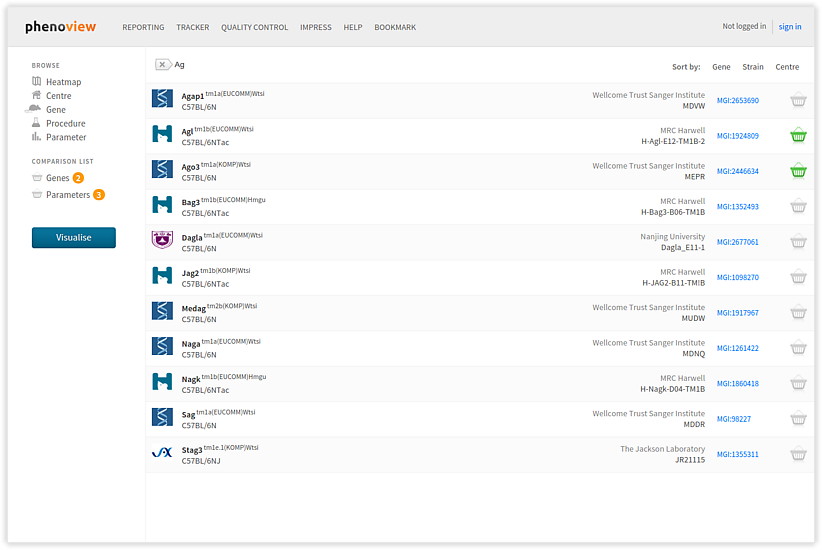 phenoview REPORTING TRACKER QUALITY CONTROL IMPRESS HELP BOOKMARK Not logged in sign in
BROWSE
Heatmap
Centre
Gene
Procedure
Parameter
COMPARISON LIST
Genes 2
Parameters 3
Visualise
x Ag
Sort by: Gene Strain Centre
Agap1 tm1a(EUCOMM)Wtsi Wellcome Trust Sanger Institute
C57BL/6N MDVW MGI:2653690
Agl tm1b(EUCOMM)Wtsi MRC Harwell
C57BL/6NTac H-Agl-E12-TM1B-2 MGI:1924809
Ago3 tm1a(KOMP)Wtsi Wellcome Trust Sanger Institute
C57BL/6N MEPR MGI:2446634
Bag3 tm1b(EUCOMM)Hmgu MRC Harwell
C57BL/6NTac H-Bag3-B06-TM1B MGI:1352493
Dagla tm1a(EUCOMM)Wtsi Nanjing University
C57BL/6N Dagla_E11-1 MGI:2677061
Jag2 tm1b(KOMP)Wtsi MRC Harwell
C57BL/6NTac H-JAG2-B11-TM!B MGI:1098270
Medag tm2b(KOMP)Wtsi Wellcome Trust Sanger Institute
C57BL/6N MUDW MGI:1917967
Naga tm1a(EUCOMM)Wtsi Wellcome Trust Sanger Institute
C57BL/6N MDNQ MGI:1261422
Nagk tm1b(EUCOMM)Hmgu MRC Harwell
C57BL/6NTac H-Nagk-D04-TM1B MGI:1860418
Sag tm1a(EUCOMM)Wtsi Wellcome Trust Sanger Institute
C57BL/6N MDDR MGI:98227
Stag3 tm1e.1(KOMP)Wtsi The Jackson Laboratory
C57BL/6NJ JR21115 MGI:1355311